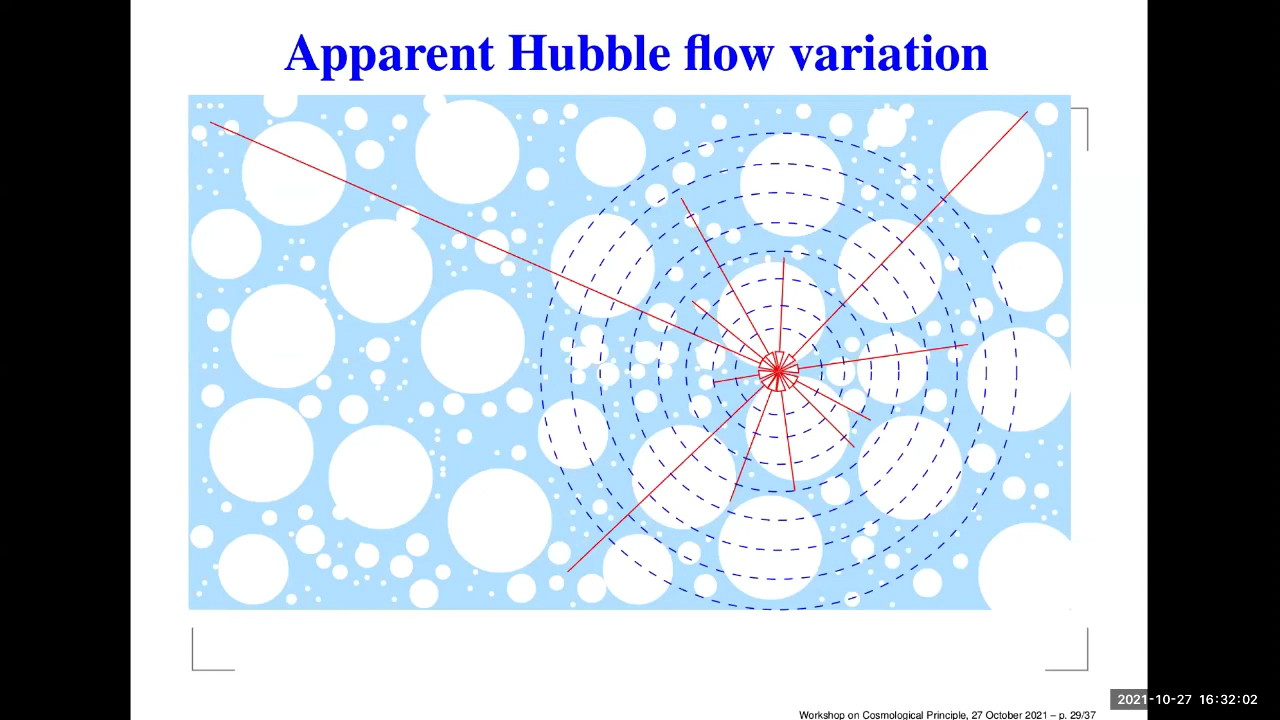 Apparent Hubble flow variation
2021-10-27 16:32:02
Workshop on Cosmological Principle, 27 October 2021 – p. 29/37